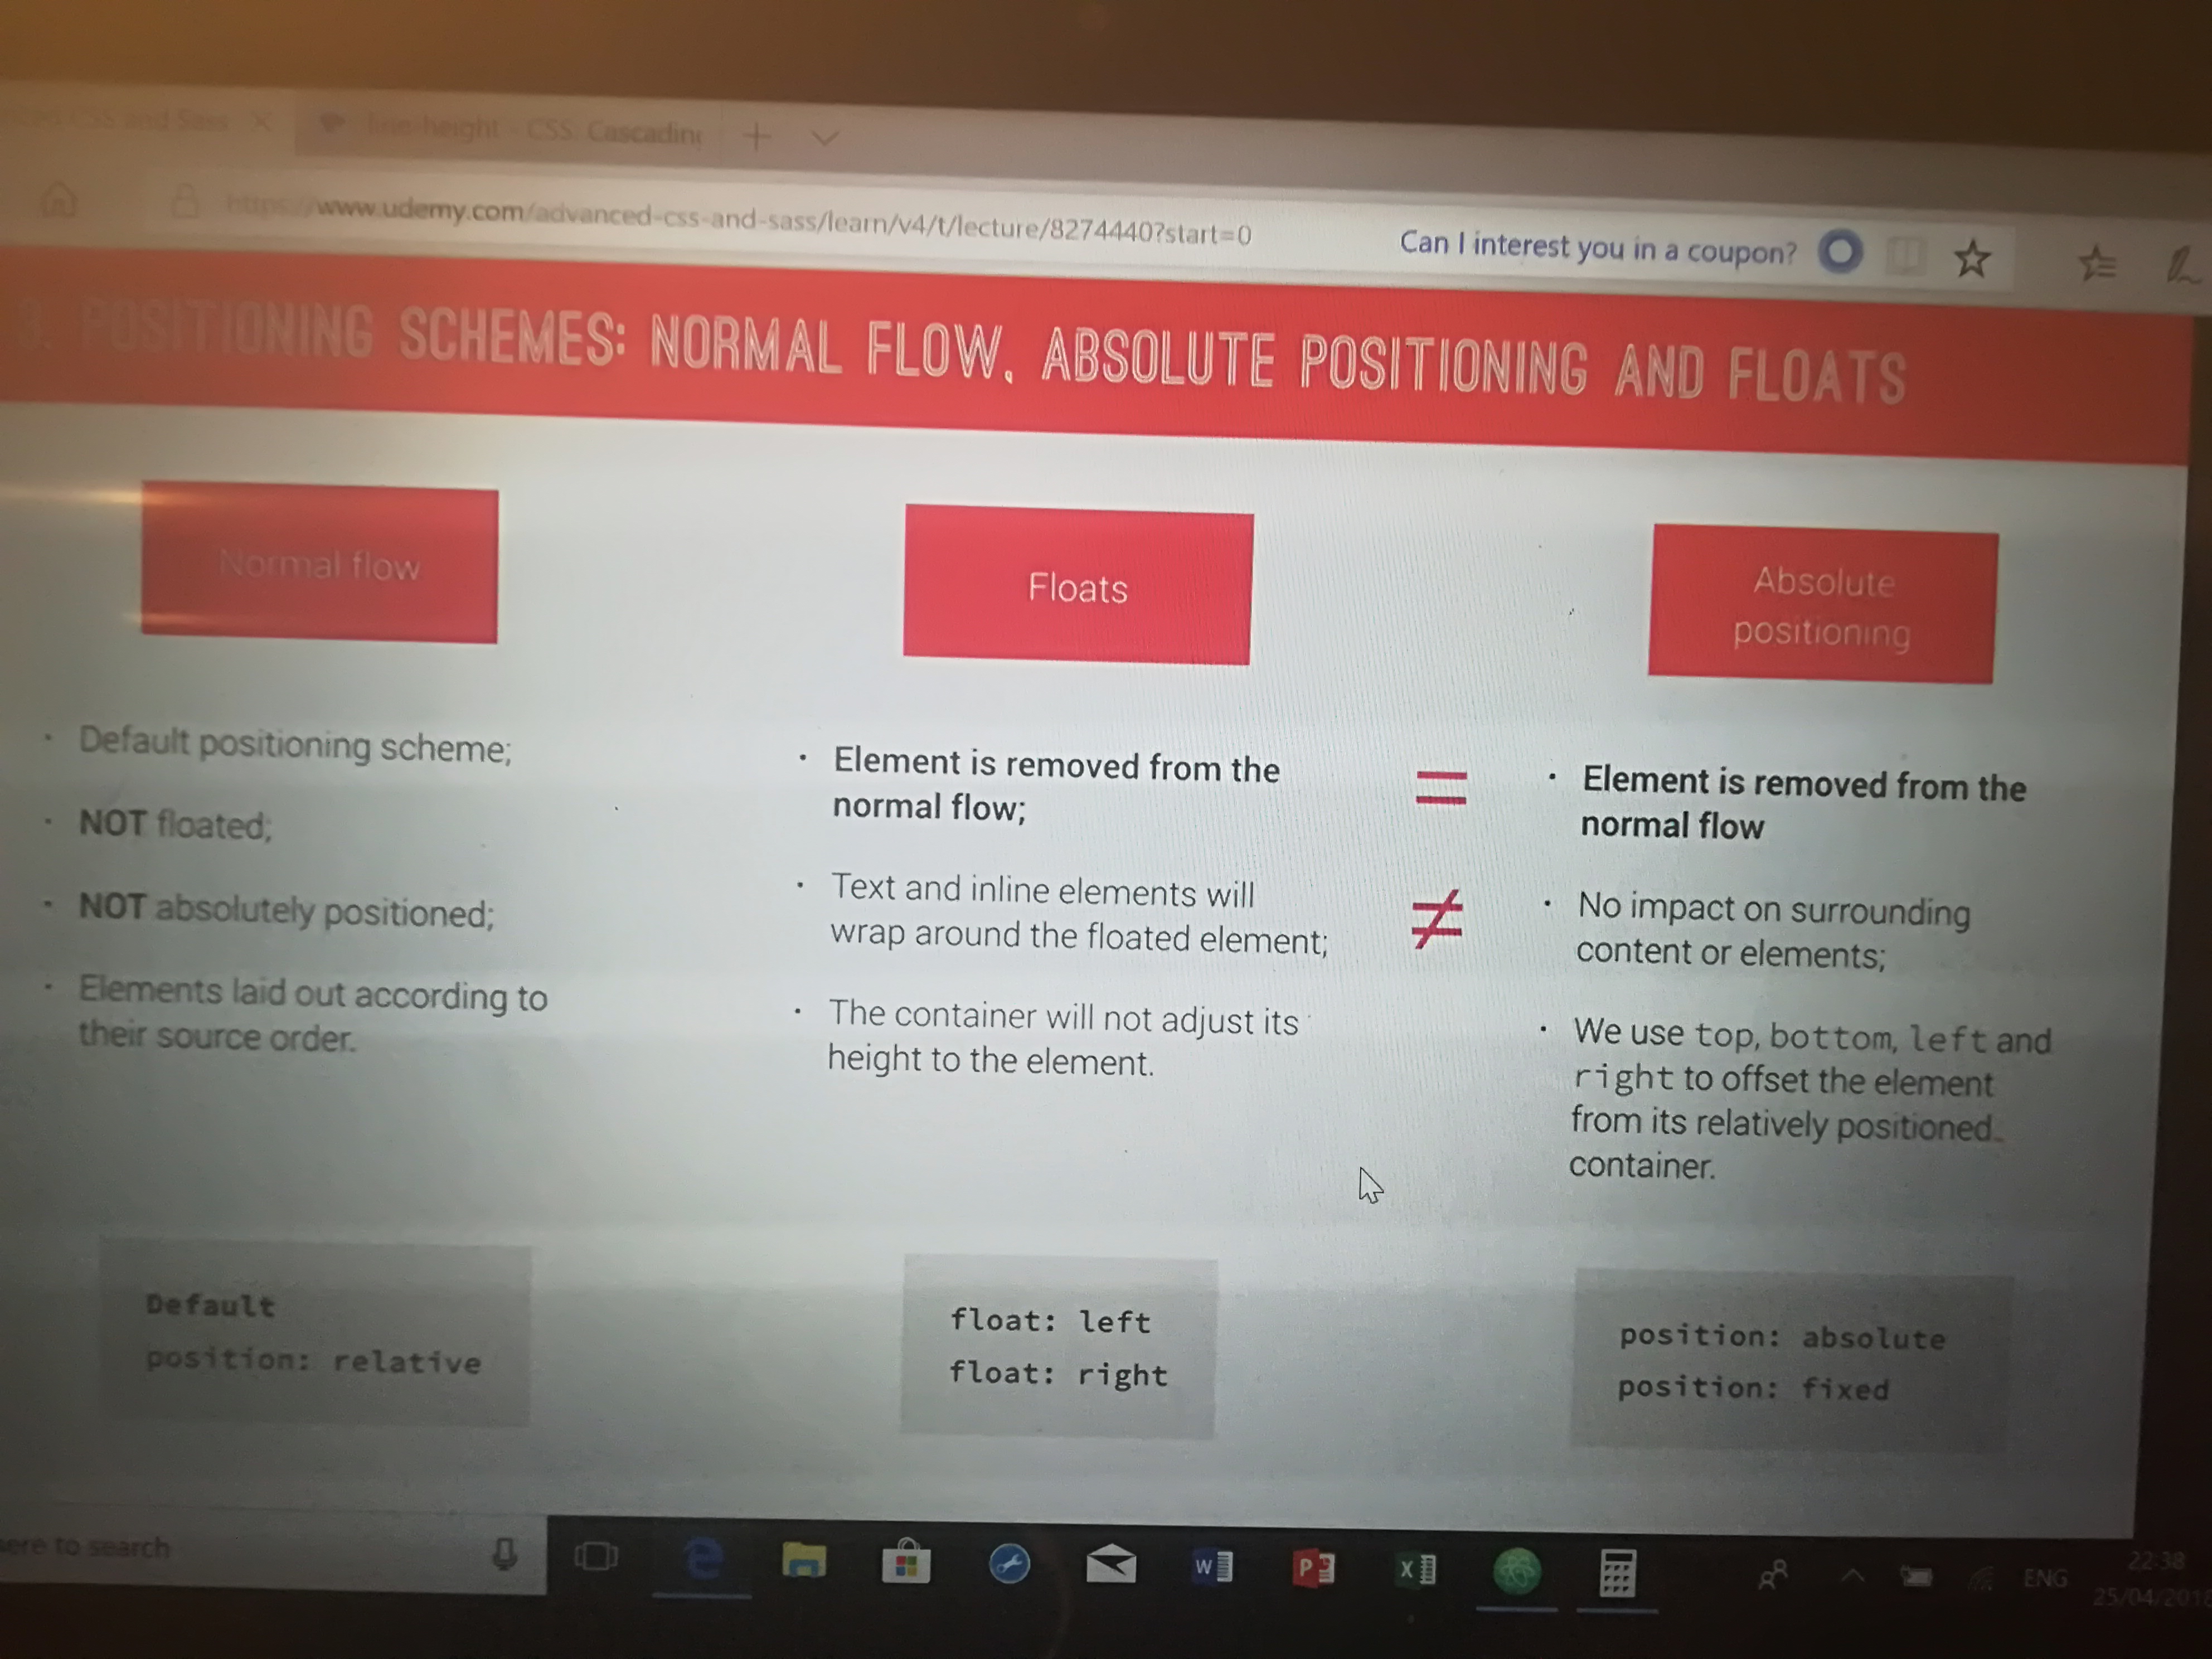 CSS and Sass
line-height - CSS: Cascading
https://www.udemy.com/advanced-css-and-sass/learn/v4/t/lecture/8274440?start=0
Can I interest you in a coupon?
3. POSITIONING SCHEMES: NORMAL FLOW, ABSOLUTE POSITIONING AND FLOATS
Normal flow
• Default positioning scheme;
• NOT floated;
• NOT absolutely positioned;
• Elements laid out according to
their source order.
Default
position: relative
Floats
• Element is removed from the
normal flow;
• Text and inline elements will
wrap around the floated element;
• The container will not adjust its
height to the element.
float: left
float: right
=
≠
Absolute
positioning
• Element is removed from the
normal flow
• No impact on surrounding
content or elements;
• We use top, bottom, left and
right to offset the element
from its relatively positioned
container.
position: absolute
position: fixed
here to search
W
P
X
ENG
22:38
25/04/2018